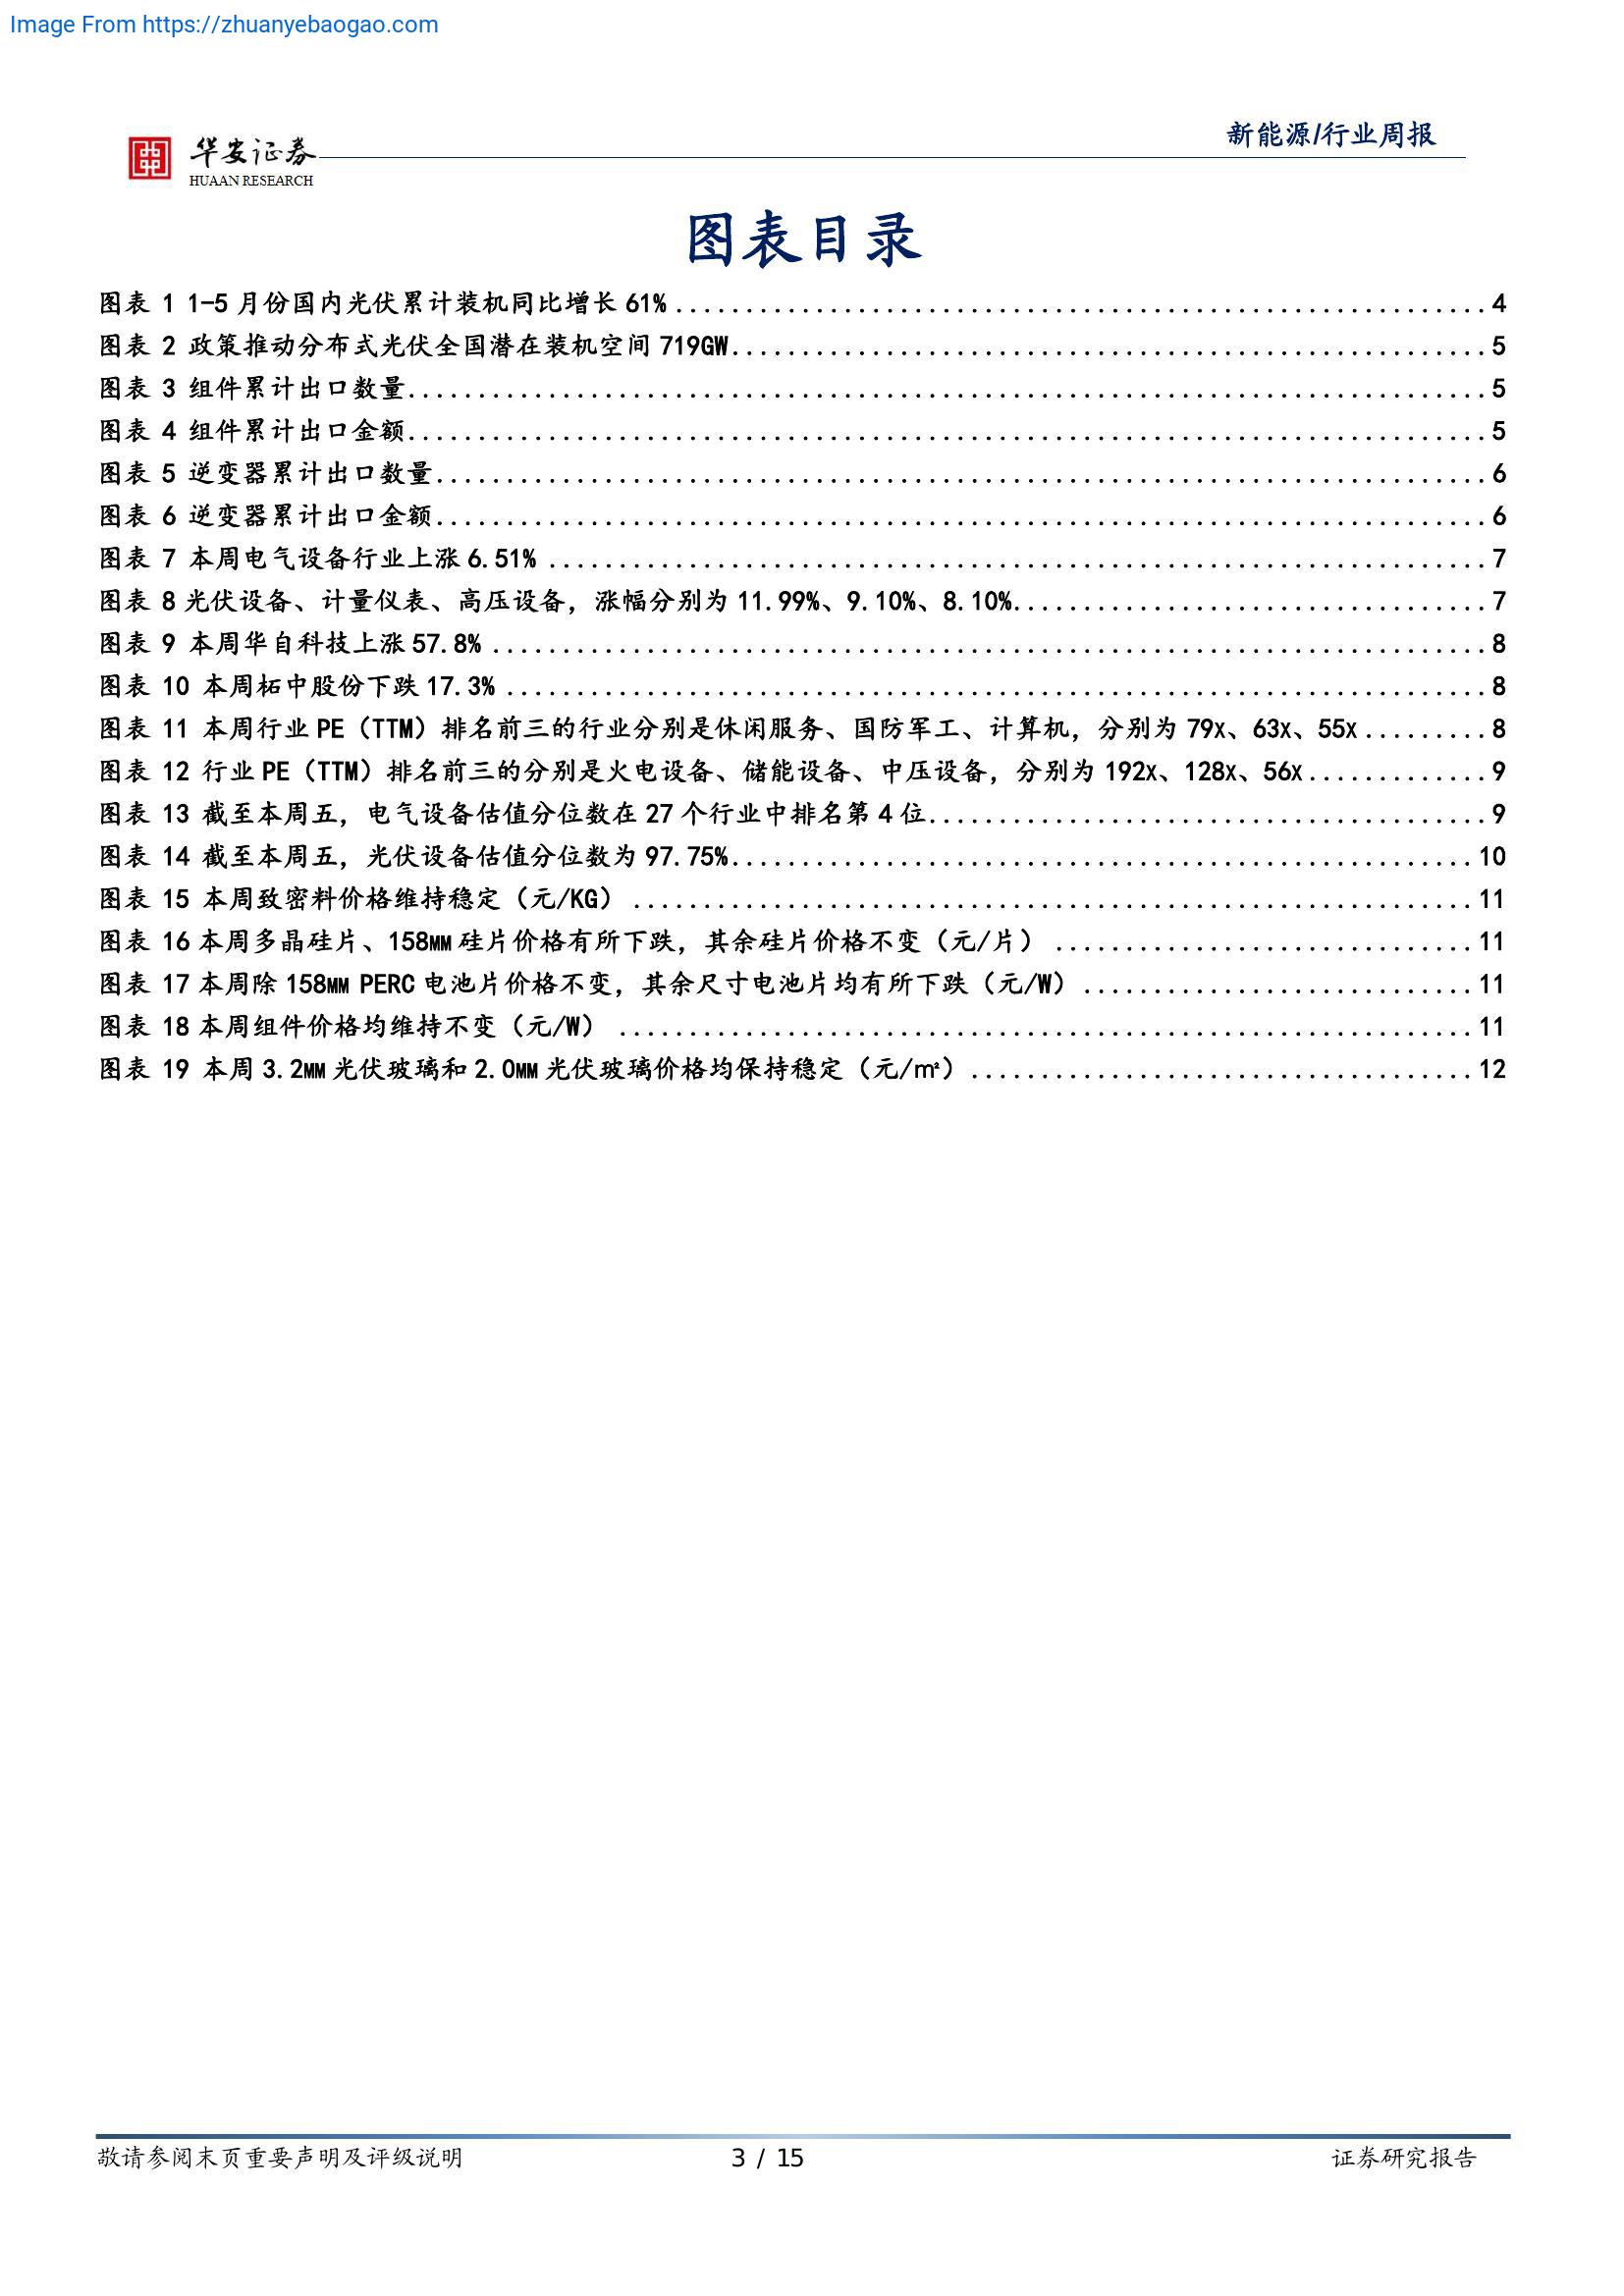 Image From https://zhuanyebaogao.com
新能源/行业周报
华安证券
HUAAN RESEARCH
图表目录
图表 1 1-5 月份国内光伏累计装机同比增长 61% ........................................................ 4
图表 2 政策推动分布式光伏全国潜在装机空间 719GW........................................................ 5
图表 3 组件累计出口数量........................................................ 5
图表 4 组件累计出口金额........................................................ 5
图表 5 逆变器累计出口数量........................................................ 6
图表 6 逆变器累计出口金额........................................................ 6
图表 7 本周电气设备行业上涨 6.51% ........................................................ 7
图表 8 光伏设备、计量仪表、高压设备，涨幅分别为 11.99%、9.10%、8.10%.................................. 7
图表 9 本周华自科技上涨 57.8% ........................................................ 8
图表 10 本周柘中股份下跌 17.3% ........................................................ 8
图表 11 本周行业 PE（TTM）排名前三的行业分别是休闲服务、国防军工、计算机，分别为 79x、63x、55x ......... 8
图表 12 行业 PE（TTM）排名前三的分别是火电设备、储能设备、中压设备，分别为 192x、128x、56x ............. 9
图表 13 截至本周五，电气设备估值分位数在 27 个行业中排名第 4 位........................................ 9
图表 14 截至本周五，光伏设备估值分位数为 97.75%..................................................... 10
图表 15 本周致密料价格维持稳定（元/KG） ............................................................ 11
图表 16 本周多晶硅片、158mm 硅片价格有所下跌，其余硅片价格不变（元/片） .............................. 11
图表 17 本周除 158mm PERC 电池片价格不变，其余尺寸电池片均有所下跌（元/W） ............................ 11
图表 18 本周组件价格均维持不变（元/W） ............................................................. 11
图表 19 本周 3.2mm 光伏玻璃和 2.0mm 光伏玻璃价格均保持稳定（元/㎡） .................................... 12
敬请参阅末页重要声明及评级说明
3 / 15
证券研究报告